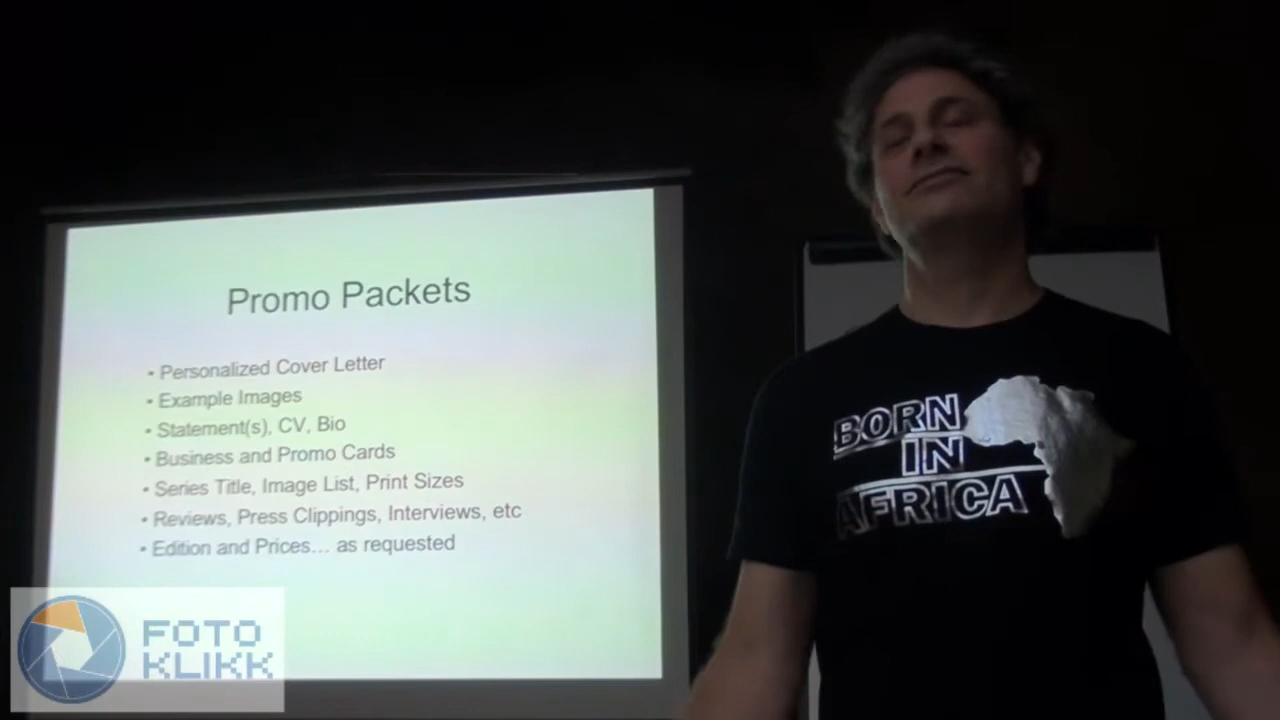 Promo Packets
• Personalized Cover Letter
• Example Images
• Statement(s), CV, Bio
• Business and Promo Cards
• Series Title, Image List, Print Sizes
• Reviews, Press Clippings, Interviews, etc
• Edition and Prices... as requested
BORN
IN
AFRICA
FOTO
KLIKK